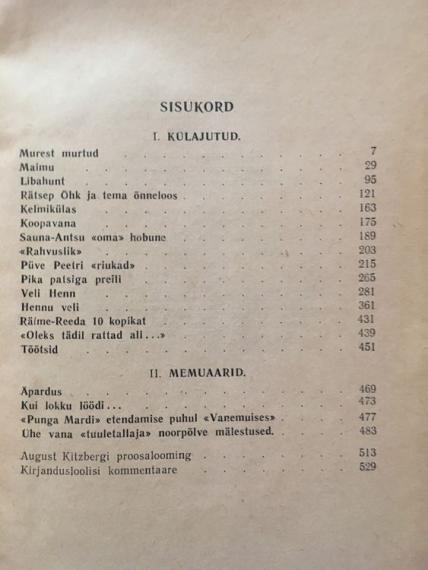 SISUKORD
I. KÜLAJUTUD.
Murest murtud 7
Maimu 29
Libahunt 95
Rätsep Õhk ja tema õnneloos 121
Kelmikülas 163
Koopavana 175
Sauna-Antsu «oma» hobune 189
«Rahvuslik» 203
Püve Peetri «riukad» 215
Pika patsiga preili 265
Veli Henn 281
Hennu veli 361
Räime-Reeda 10 kopikat 431
«Oleks tädil rattad all...» 439
Töötsid 451
II. MEMUAARID.
Äpardus 469
Kui lokku löödi... 473
«Punga Mardi» etendamise puhul «Vanemuises» 477
Ühe vana «tuuletallaja» noorpõlve mälestused. 483
August Kitzbergi proosalooming 513
Kirjandusloolisi kommentaare 529